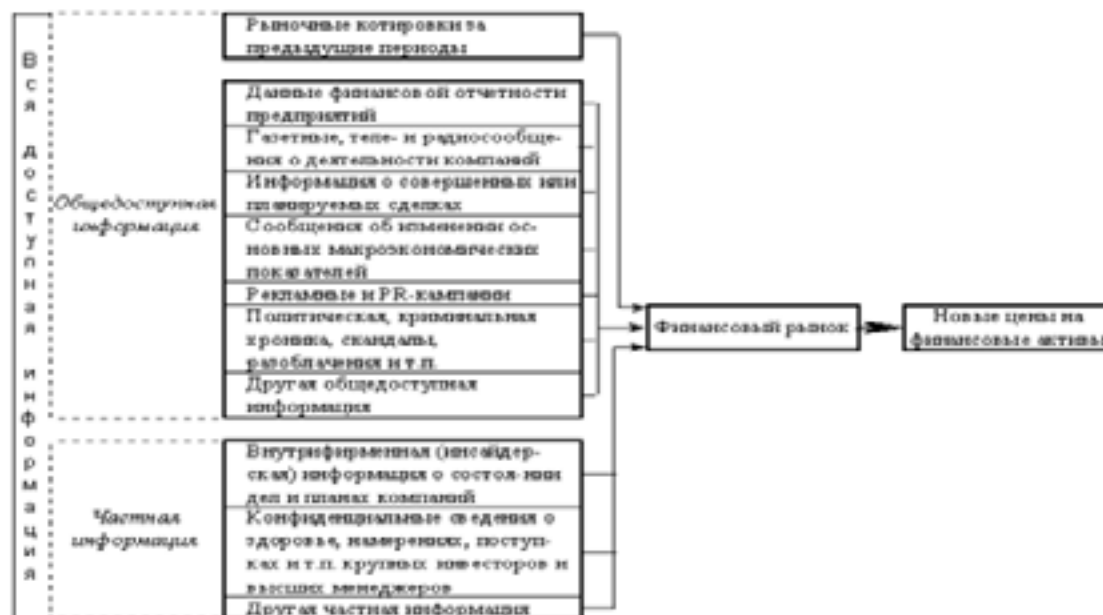 Вся доступная информация
Рыночные котировки за
предыдущие периоды
Общедоступная
информация
Данные финансовой отчетности
предприятий
Газетные, теле- и радиосообще-
ния о деятельности компаний
Информация о совершенных или
планируемых сделках
Сообщения об изменении ос-
новных макроэкономических
показателей
Рекламные и PR-кампании
Политическая, криминальная
хроника, скандалы,
разоблачения и т.п.
Другая общедоступная
информация
Частная
информация
Внутрифирменная (инсайдер-
ская) информация о состоя-нии
дел и планах компаний
Конфиденциальные сведения о
здоровье, намерениях, поступ-
ках и т.п. крупных инвесторов и
высших менеджеров
Другая частная информация
Финансовый рынок
Новые цены на
финансовые активы